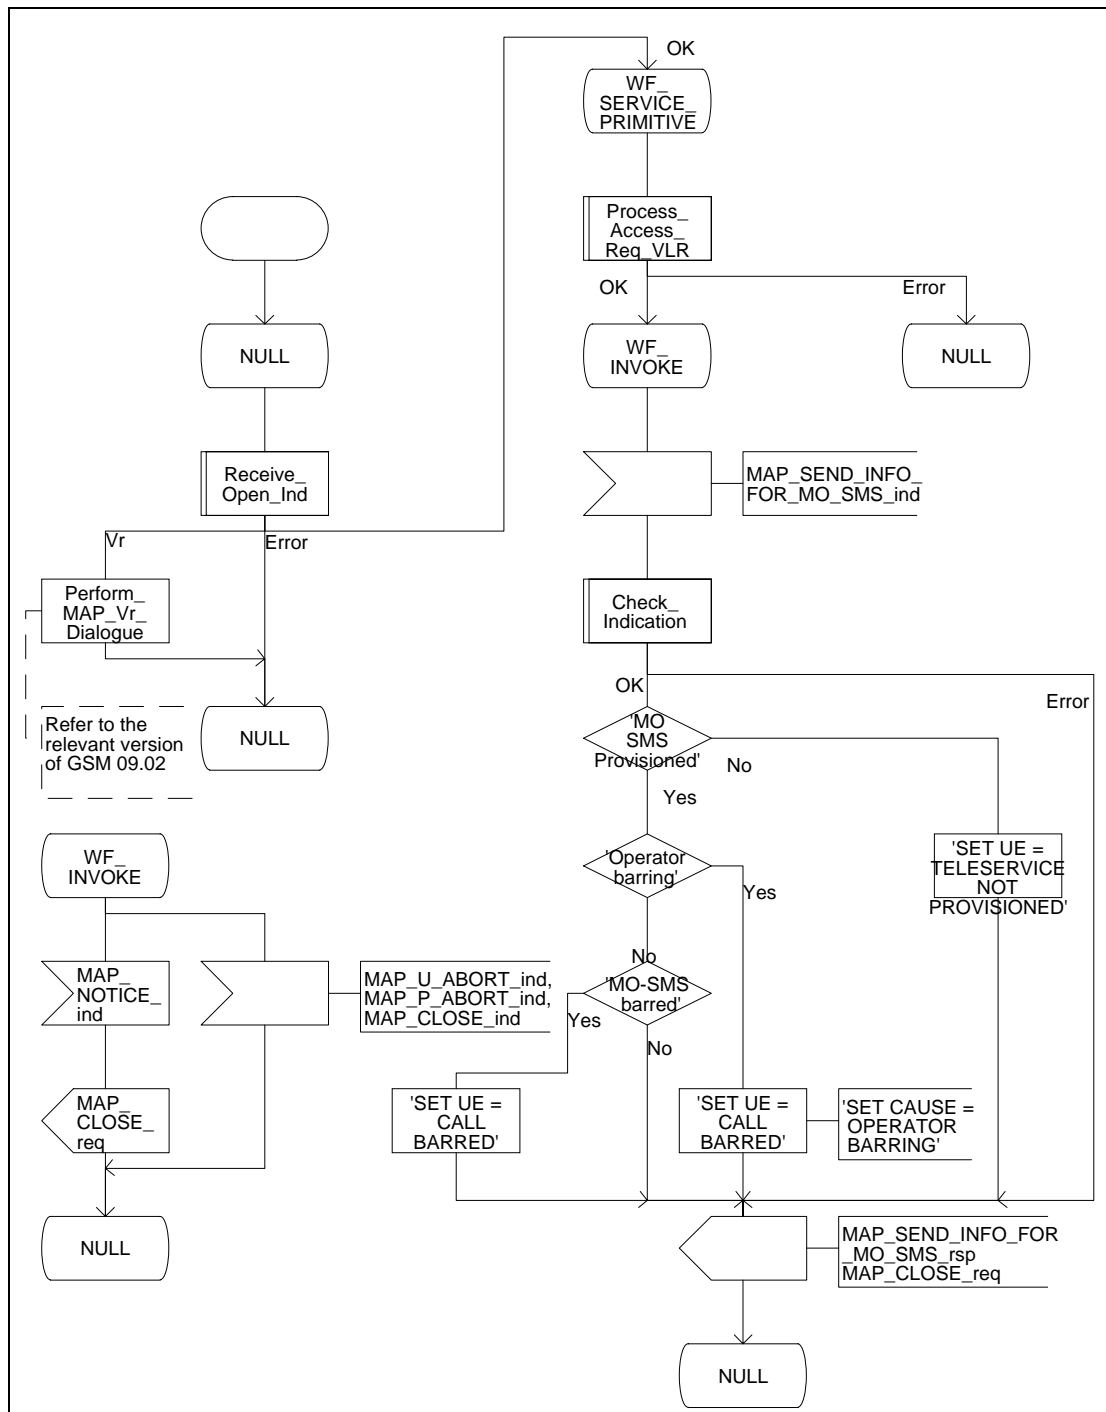 OK
WF_
SERVICE_
PRIMITIVE
Process_
Access_
Req_VLR
OK
Error
NULL
WF_
INVOKE
NULL
Receive_
Open_Ind
MAP_SEND_INFO_
FOR_MO_SMS_ind
Vr
Error
Perform_
MAP_Vr_
Dialogue
Check_
Indication
OK
Error
Refer to the
relevant version
of GSM 09.02
NULL
'MO
SMS
Provisioned'
No
Yes
WF_
INVOKE
'Operator
barring'
Yes
'SET UE =
TELESERVICE
NOT
PROVISIONED'
No
MAP_
NOTICE_
ind
MAP_U_ABORT_ind,
MAP_P_ABORT_ind,
MAP_CLOSE_ind
'MO-SMS
barred'
Yes
No
MAP_
CLOSE_
req
'SET UE =
CALL
BARRED'
'SET UE =
CALL
BARRED'
'SET CAUSE =
OPERATOR
BARRING'
NULL
MAP_SEND_INFO_FOR
_MO_SMS_rsp
MAP_CLOSE_req
NULL